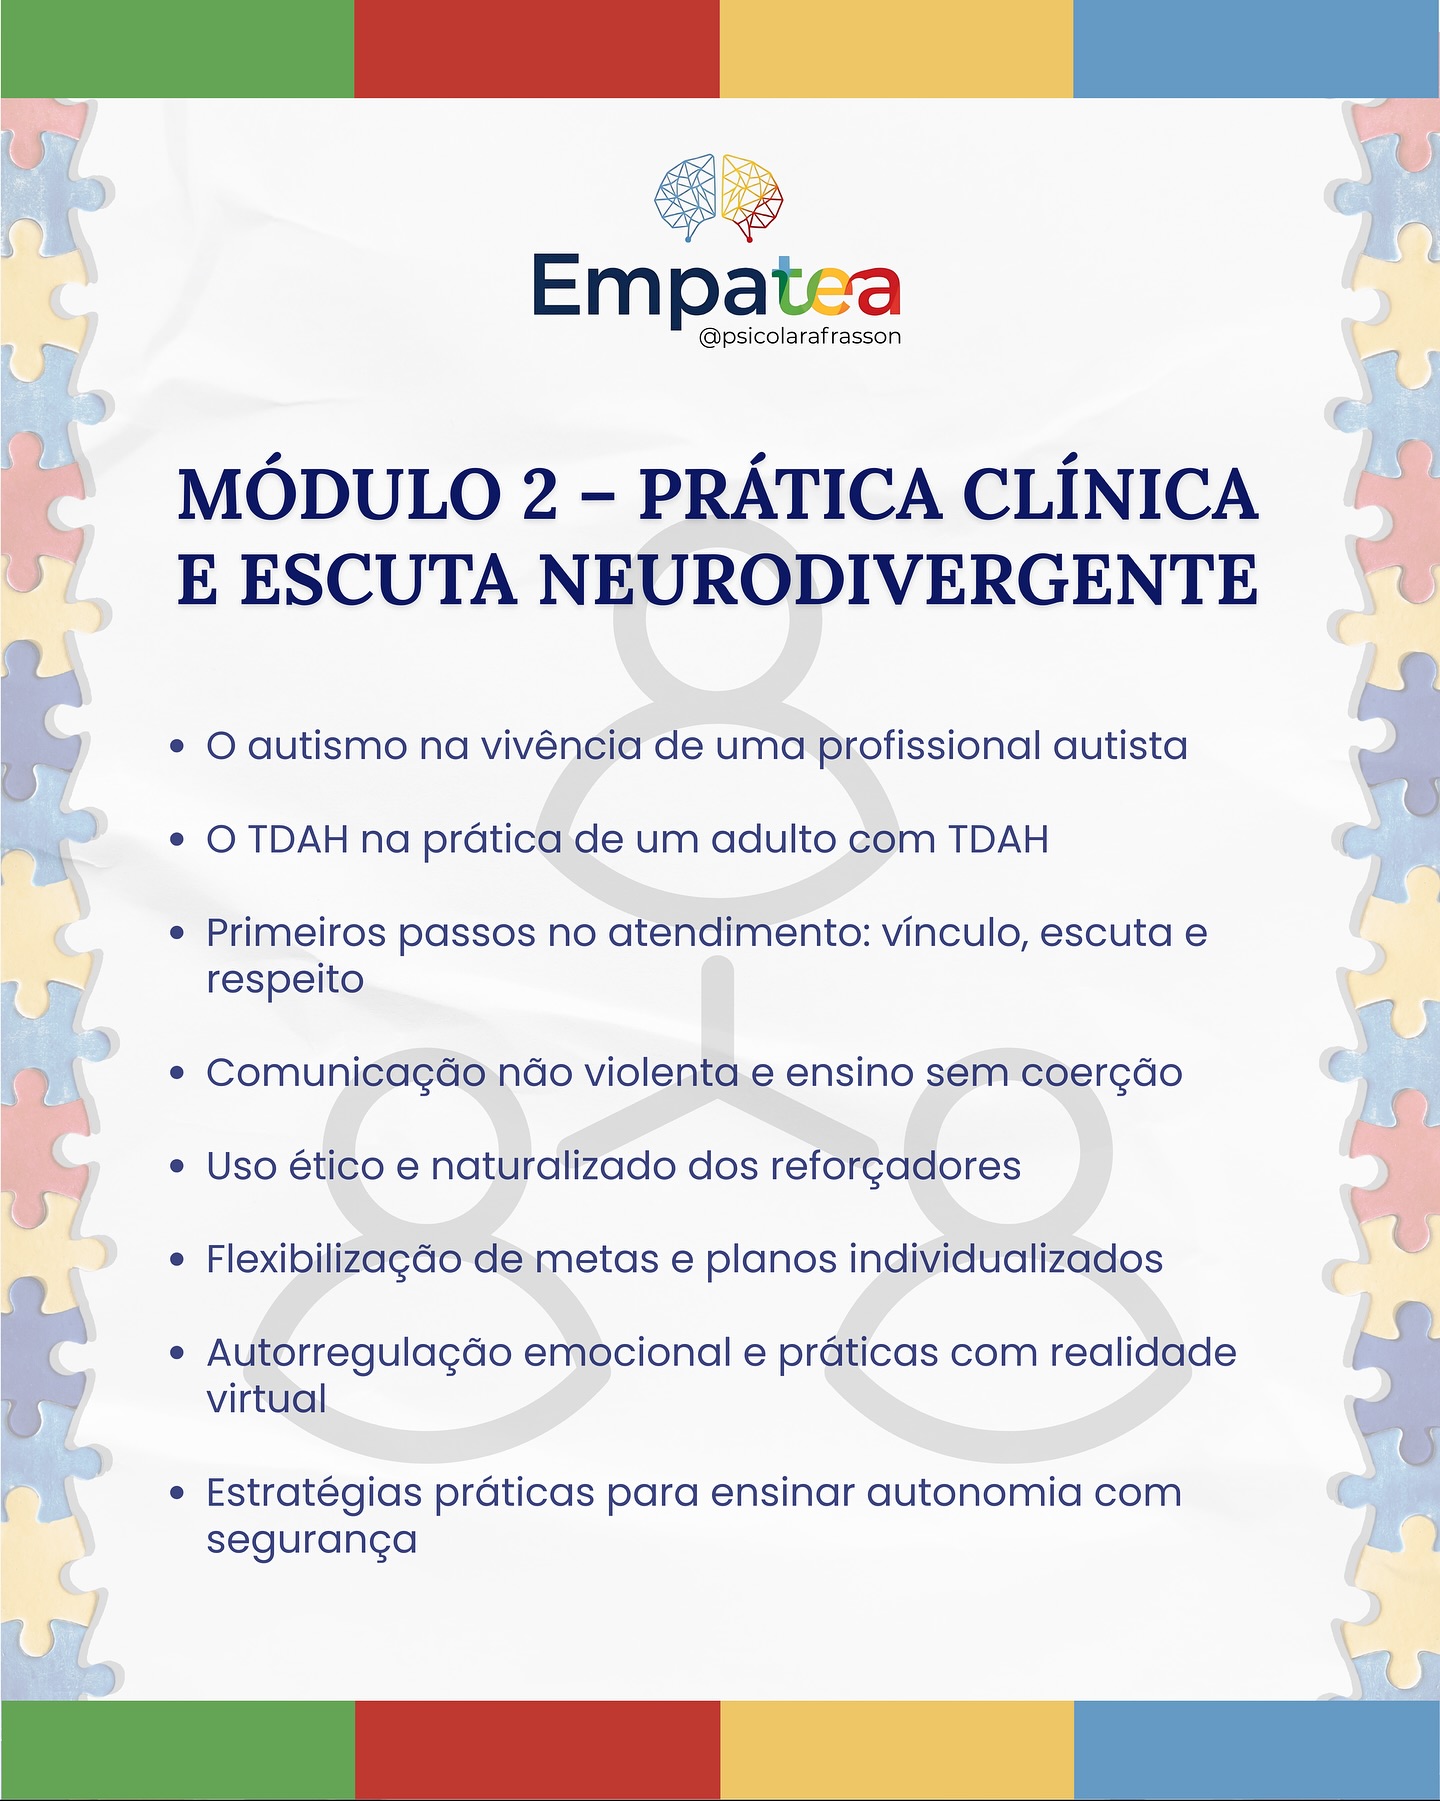 Empatea
@psicolarafrasson
MÓDULO 2 – PRÁTICA CLÍNICA
E ESCUTA NEURODIVERGENTE
• O autismo na vivência de uma profissional autista
• O TDAH na prática de um adulto com TDAH
• Primeiros passos no atendimento: vínculo, escuta e
respeito
• Comunicação não violenta e ensino sem coerção
• Uso ético e naturalizado dos reforçadores
• Flexibilização de metas e planos individualizados
• Autorregulação emocional e práticas com realidade
virtual
• Estratégias práticas para ensinar autonomia com
segurança